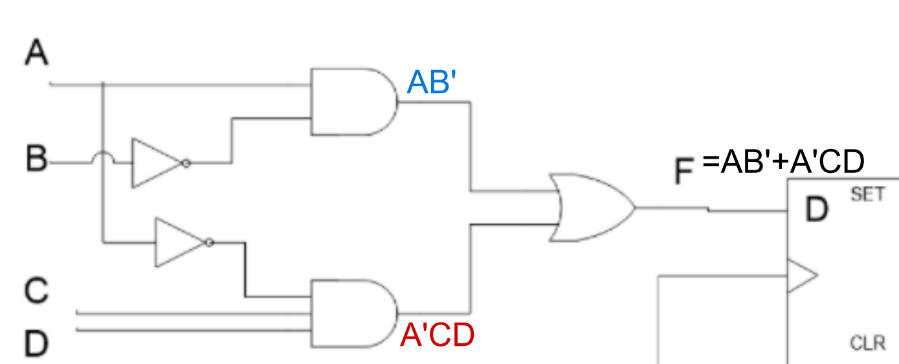 A
AB'
B
F =AB'+A'CD
D
SET
C
D
A'CD
CLR